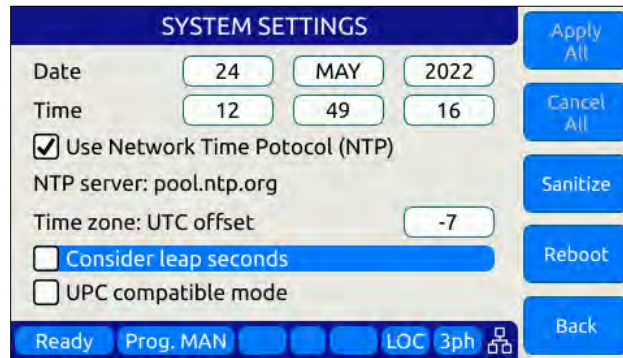 SYSTEM SETTINGS
Date 24 MAY 2022
Time 12 49 16
Use Network Time Potocol (NTP)
NTP server: pool.ntp.org
Time zone: UTC offset -7
Consider leap seconds
UPC compatible mode
Ready Prog. MAN LOC 3ph
Apply
All
Cancel
All
Sanitize
Reboot
Back